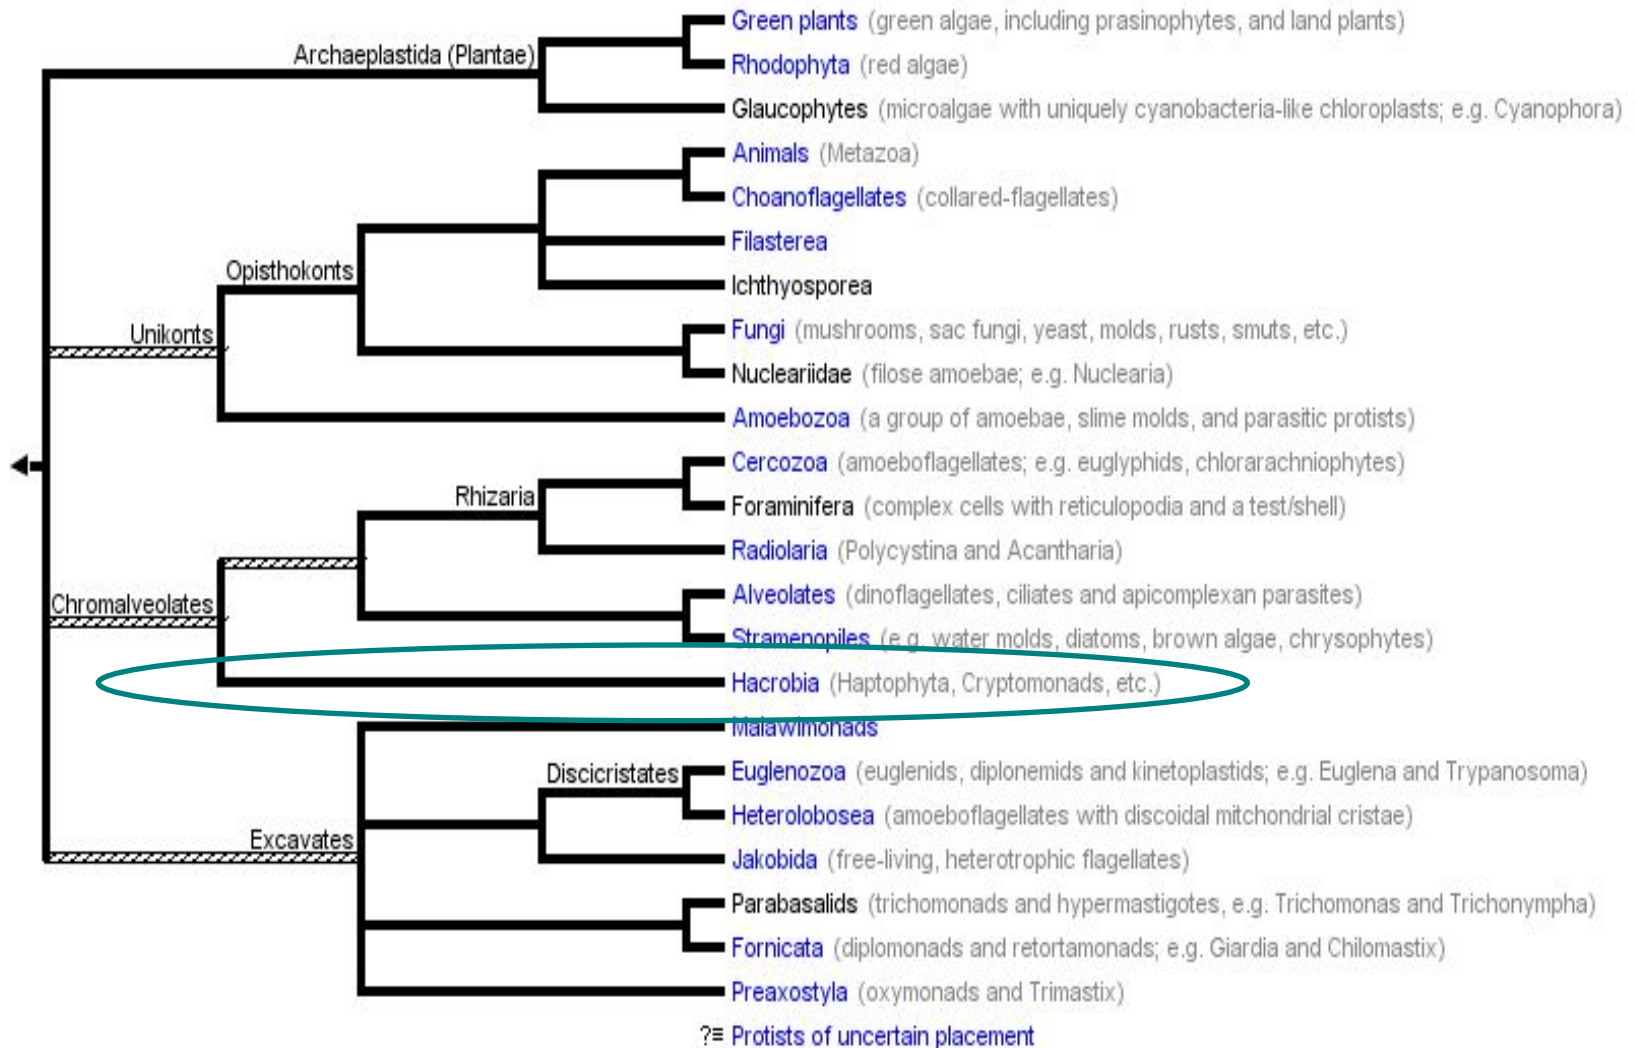 Green plants (green algae, including prasinophytes, and land plants)
Archaeplastida (Plantae)
Rhodophyta (red algae)
Glaucophytes (microalgae with uniquely cyanobacteria-like chloroplasts; e.g. Cyanophora)
Animals (Metazoa)
Choanoflagellates (collared-flagellates)
Filasterea
Opisthokonts
Ichthyosporea
Unikonts
Fungi (mushrooms, sac fungi, yeast, molds, rusts, smuts, etc.)
Nucleariidae (filose amoebae; e.g. Nuclearia)
Amoebozoa (a group of amoebae, slime molds, and parasitic protists)
Cercozoa (amoeboflagellates; e.g. euglyphids, chlorarachniophytes)
Rhizaria
Foraminifera (complex cells with reticulopodia and a test/shell)
Radiolaria (Polycystina and Acantharia)
Alveolates (dinoflagellates, ciliates and apicomplexan parasites)
Chromalveolates
Stramenopiles (e.g. water molds, diatoms, brown algae, chrysophytes)
Hacrobia (Haptophyta, Cryptomonads, etc.)
Malawimonads
Discicristates
Euglenozoa (euglenids, diplonemids and kinetoplastids; e.g. Euglena and Trypanosoma)
Heterolobosea (amoeboflagellates with discoidal mitchondrial cristae)
Excavates
Jakobida (free-living, heterotrophic flagellates)
Parabasalids (trichomonads and hypermastigotes, e.g. Trichomonas and Trichonympha)
Fornicata (diplomonads and retortamonads; e.g. Giardia and Chilomastix)
Preaxostyla (oxymonads and Trimastix)
?≡ Protists of uncertain placement